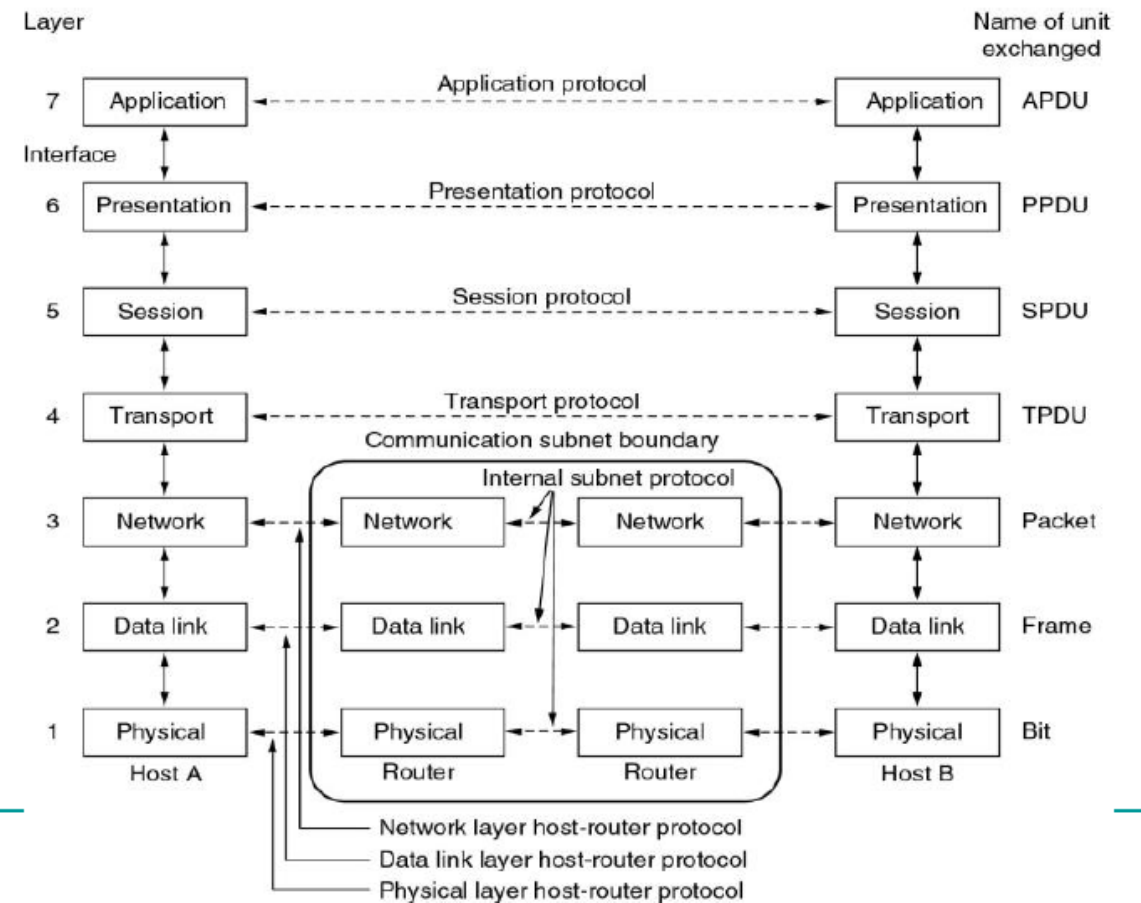 Layer
Name of unit
exchanged
7 Application Application protocol Application APDU
Interface
6 Presentation Presentation protocol Presentation PPDU
5 Session Session protocol Session SPDU
4 Transport Transport protocol Transport TPDU
Communication subnet boundary
Internal subnet protocol
3 Network Network Network Network Packet
2 Data link Data link Data link Data link Frame
1 Physical Physical Physical Physical Bit
Host A Router Router Host B
Network layer host-router protocol
Data link layer host-router protocol
Physical layer host-router protocol